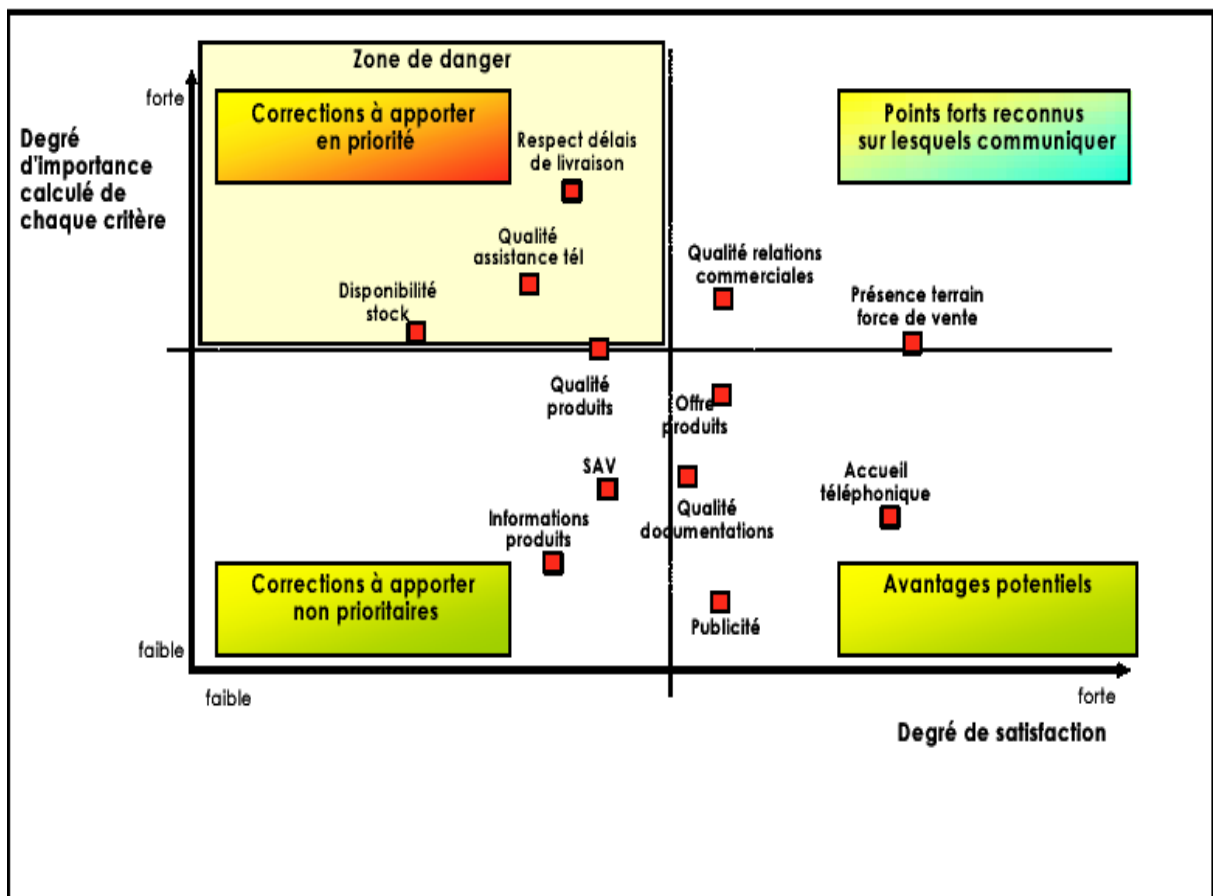 Zone de danger
forte
Corrections à apporter
en priorité
Points forts reconnus
sur lesquels communiquer
Degré
d'importance
calculé de
chaque critère
Respect délais
de livraison
Qualité
assistance tél
Qualité relations
commerciales
Disponibilité
stock
Présence terrain
force de vente
Qualité
produits
Offre
produits
SAV
Accueil
téléphonique
Qualité
documentations
Informations
produits
Corrections à apporter
non prioritaires
Avantages potentiels
Publicité
faible
faible
forte
Degré de satisfaction